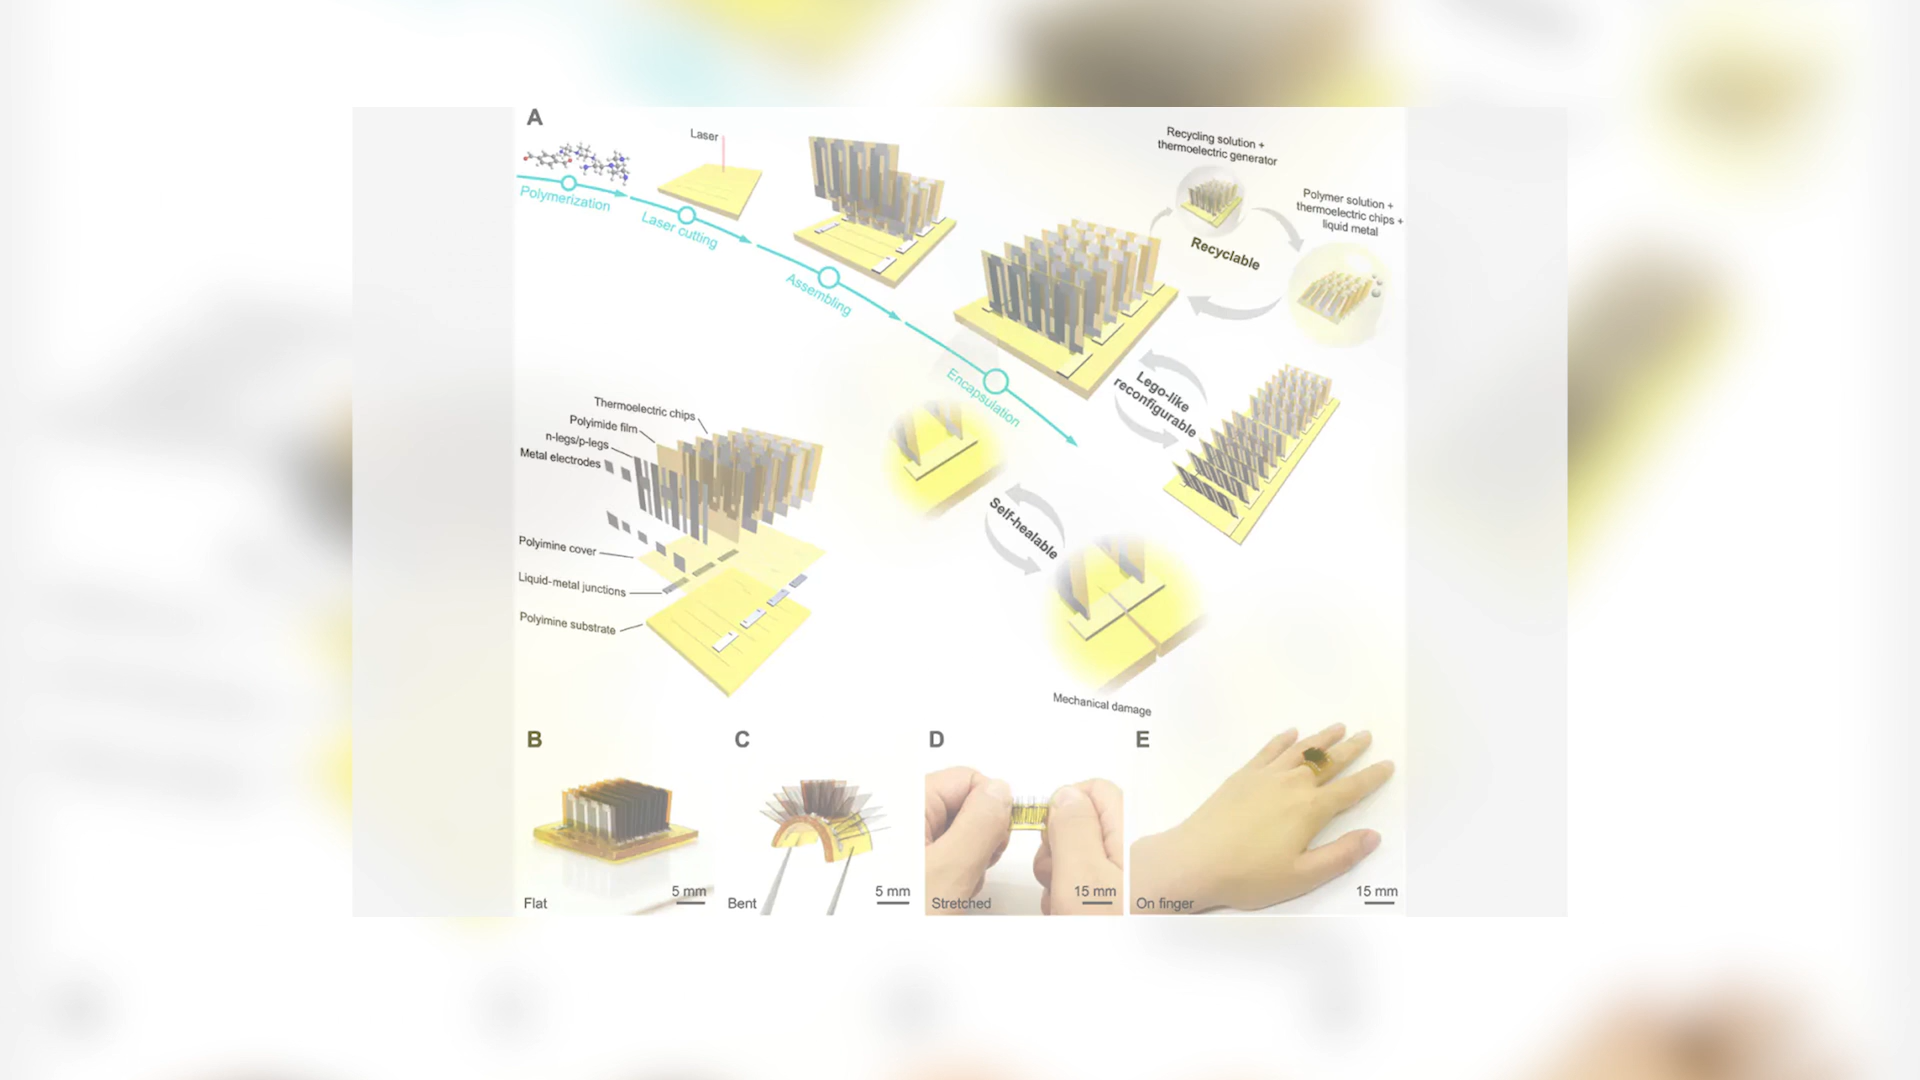 A
Laser
Polymerization
Laser cutting
Assembling
Encapsulation
Recycling solution +
thermoelectric generator
Polymer solution +
thermoelectric chips +
liquid metal
Recyclable
Lego-like
reconfigurable
Self-healable
Mechanical damage
Thermoelectric chips
Polyimide film
n-legs/p-legs
Metal electrodes
Polyimine cover
Liquid-metal junctions
Polyimine substrate
B
Flat
5 mm
C
Bent
5 mm
D
Stretched
15 mm
E
On finger
15 mm